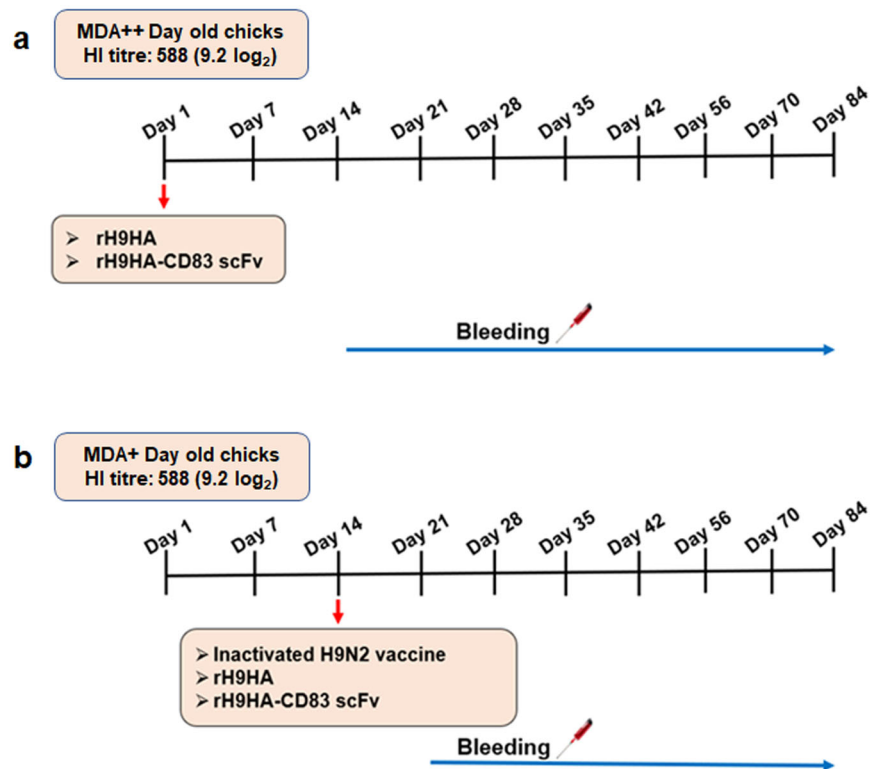 a
MDA++ Day old chicks
HI titre: 588 (9.2 log₂)
Day 1 Day 7 Day 14 Day 21 Day 28 Day 35 Day 42 Day 56 Day 70 Day 84
➢ rH9HA
➢ rH9HA-CD83 scFv
Bleeding
b
MDA+ Day old chicks
HI titre: 588 (9.2 log₂)
Day 1 Day 7 Day 14 Day 21 Day 28 Day 35 Day 42 Day 56 Day 70 Day 84
➢ Inactivated H9N2 vaccine
➢ rH9HA
➢ rH9HA-CD83 scFv
Bleeding